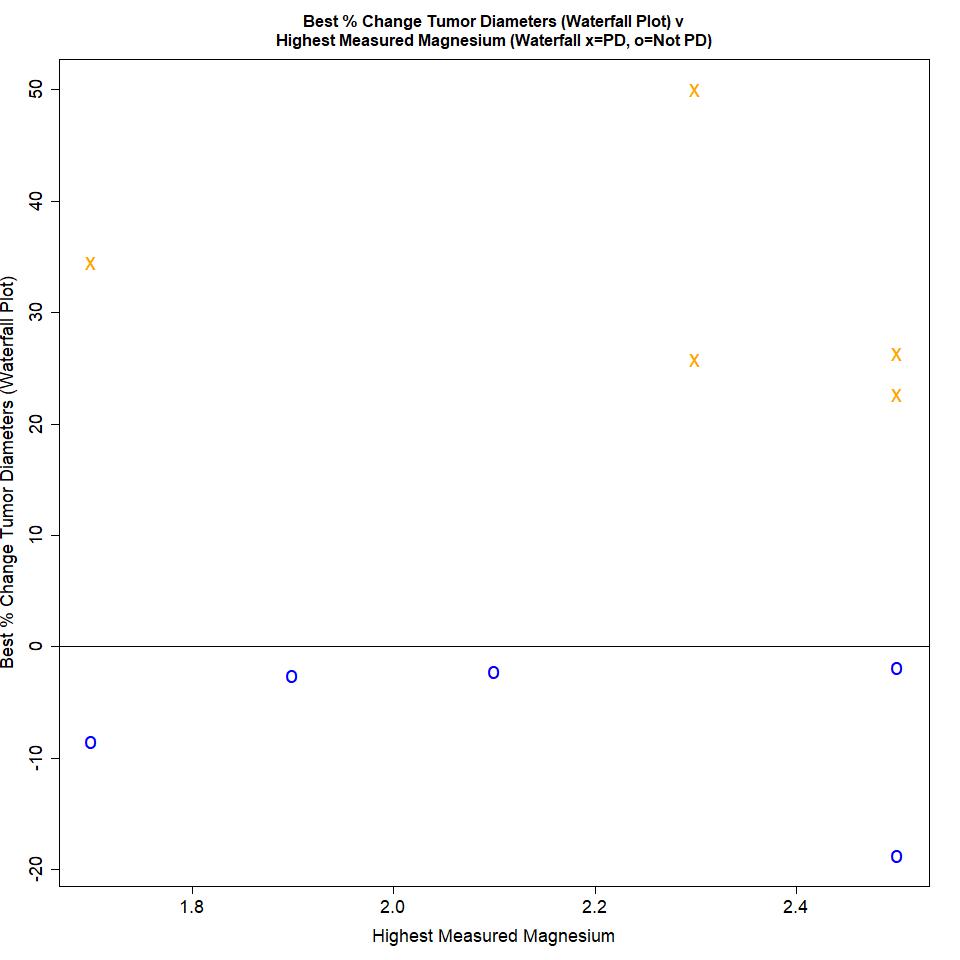 Best % Change Tumor Diameters (Waterfall Plot) v
Highest Measured Magnesium (Waterfall x=PD, o=Not PD)
Best % Change Tumor Diameters (Waterfall Plot)
50
40
30
20
10
0
-10
-20
X
X
X
X
X
O
O
O
O
O
1.8
2.0
2.2
2.4
Highest Measured Magnesium